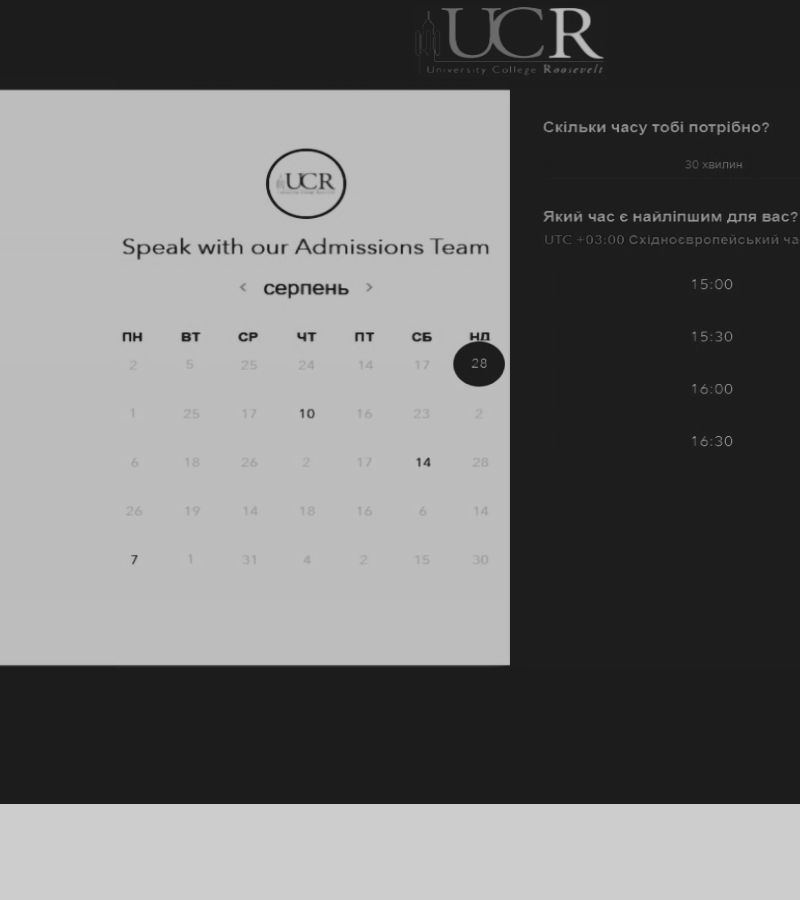 UCR
University College Roosevelt
UCR
Speak with our Admissions Team
< серпень >
ПН ВТ СР ЧТ ПТ СБ НД
2 5 25 24 14 17 28
1 25 17 10 16 23 2
6 18 26 2 17 14 28
26 19 14 18 16 6 14
7 1 31 4 2 15 30
Скільки часу тобі потрібно?
30 хвилин
Який час є найліпшим для вас?
UTC +03:00 Східноєвропейський ча
15:00
15:30
16:00
16:30